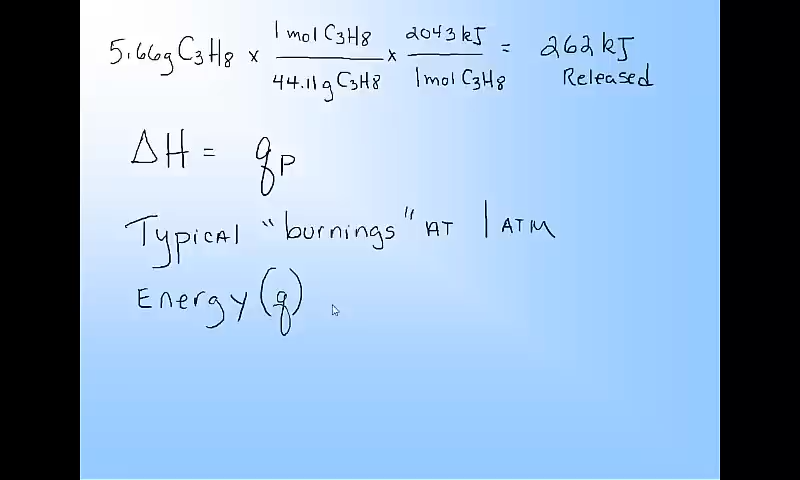 5.66g C3H8 x 1 mol C3H8 / 44.11g C3H8 x 2043 kJ / 1 mol C3H8 = 262 kJ Released
ΔH = qP
Typical "burnings" AT 1 ATM
Energy (q)